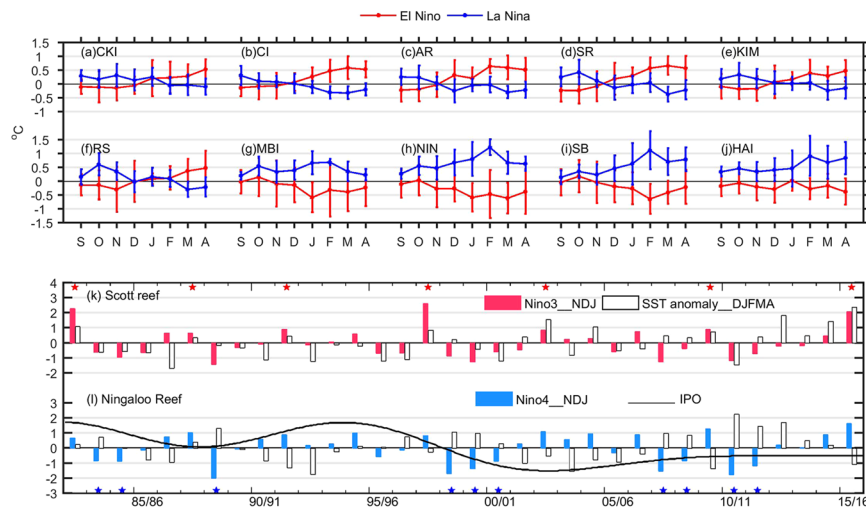 El Nino La Nina
1.5 (a)CKI (b)CI (c)AR (d)SR (e)KIM
1
0.5
0
-0.5
-1
°C
1.5 (f)RS (g)MBI (h)NIN (i)SB (j)HAI
1
0.5
0
-0.5
-1
-1.5
S O N D J F M A S O N D J F M A S O N D J F M A S O N D J F M A S O N D J F M A
4
3 (k) Scott reef Nino3__NDJ SST anomaly__DJFMA
2
1
0
-1
-2
3 (l) Ningaloo Reef Nino4__NDJ IPO
2
1
0
-1
-2
-3
85/86 90/91 95/96 00/01 05/06 10/11 15/16